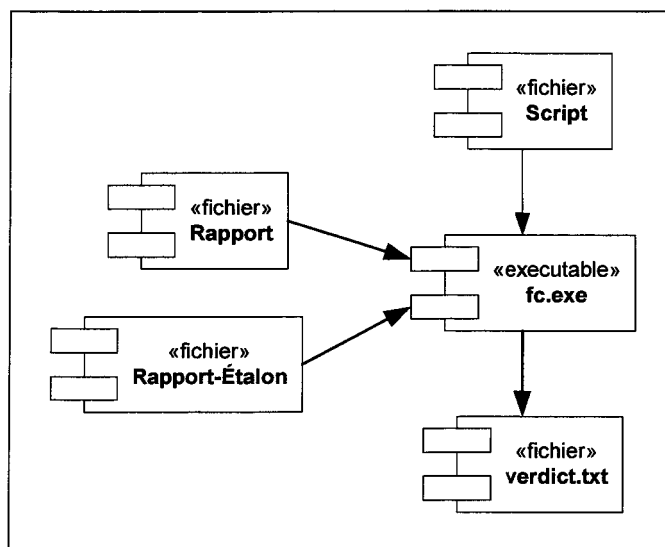 «fichier»
Script
«fichier»
Rapport
«executable»
fc.exe
«fichier»
Rapport-Étalon
«fichier»
verdict.txt